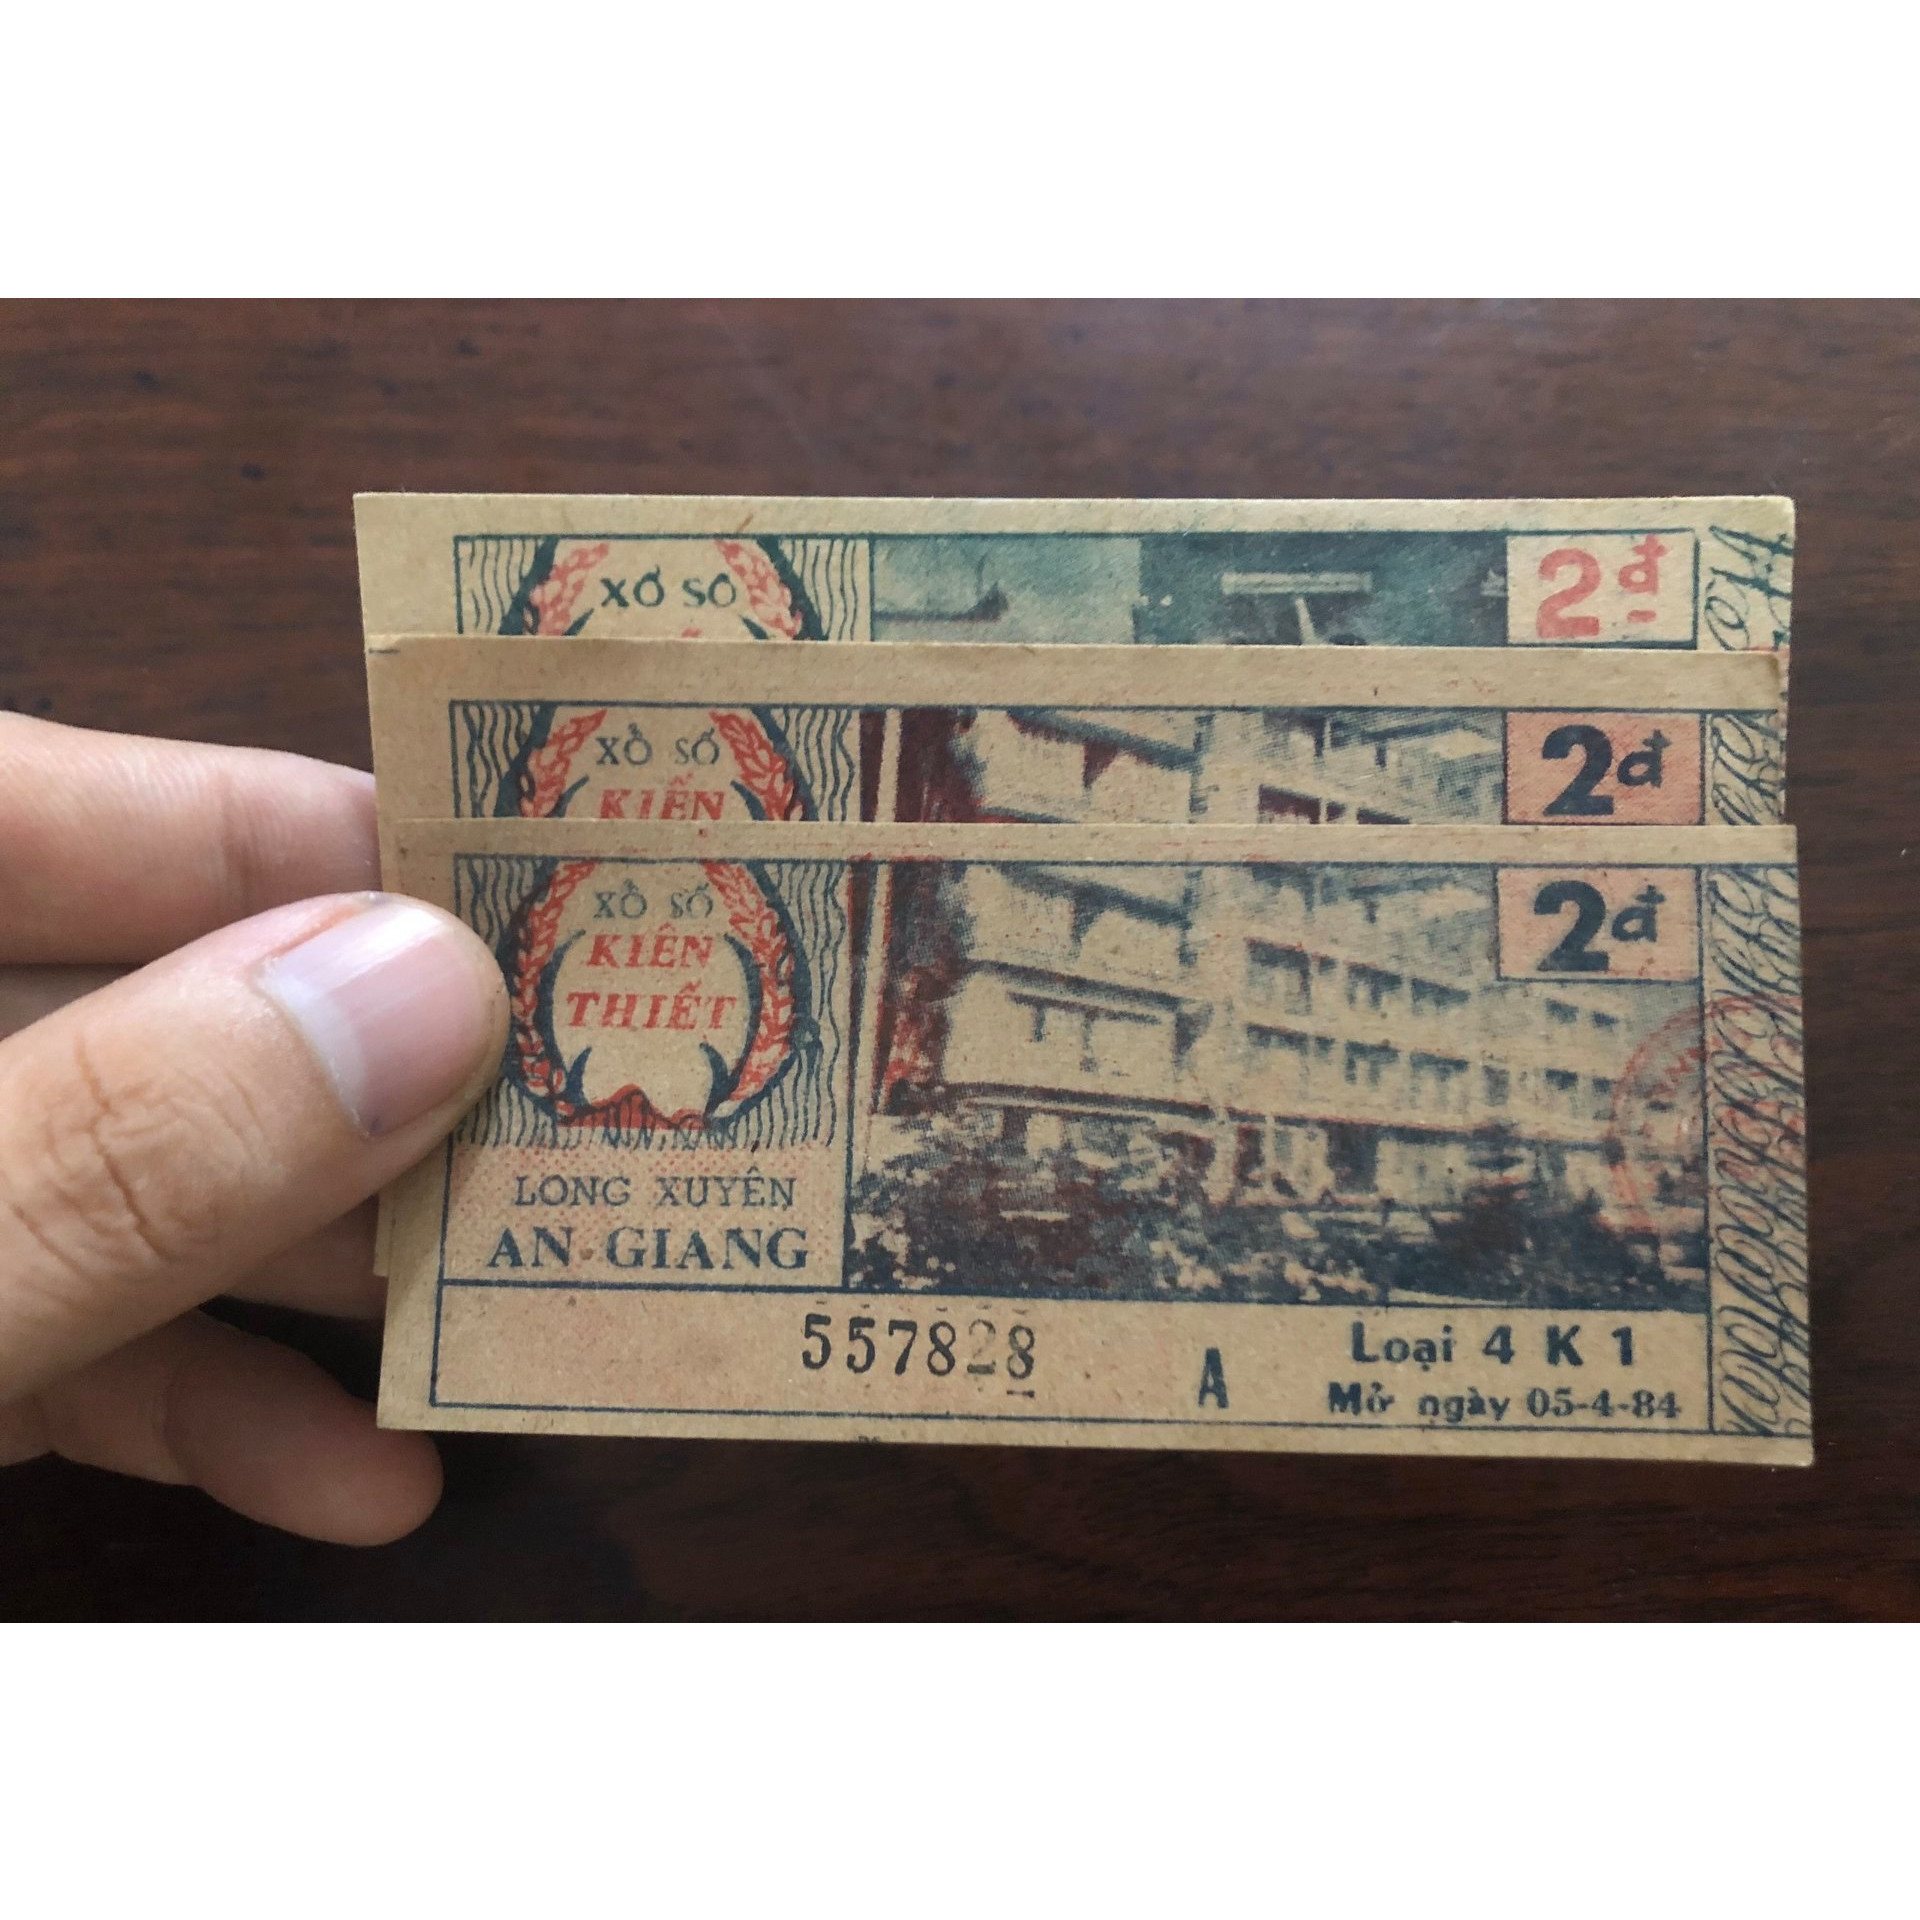 XỔ SỐ
2đ
XỔ SỐ
KIẾN
2đ
XỔ SỐ
KIẾN
THIẾT
2đ
LONG XUYÊN
AN GIANG
557828
A
Loại 4 K 1
Mở ngày 05-4-84